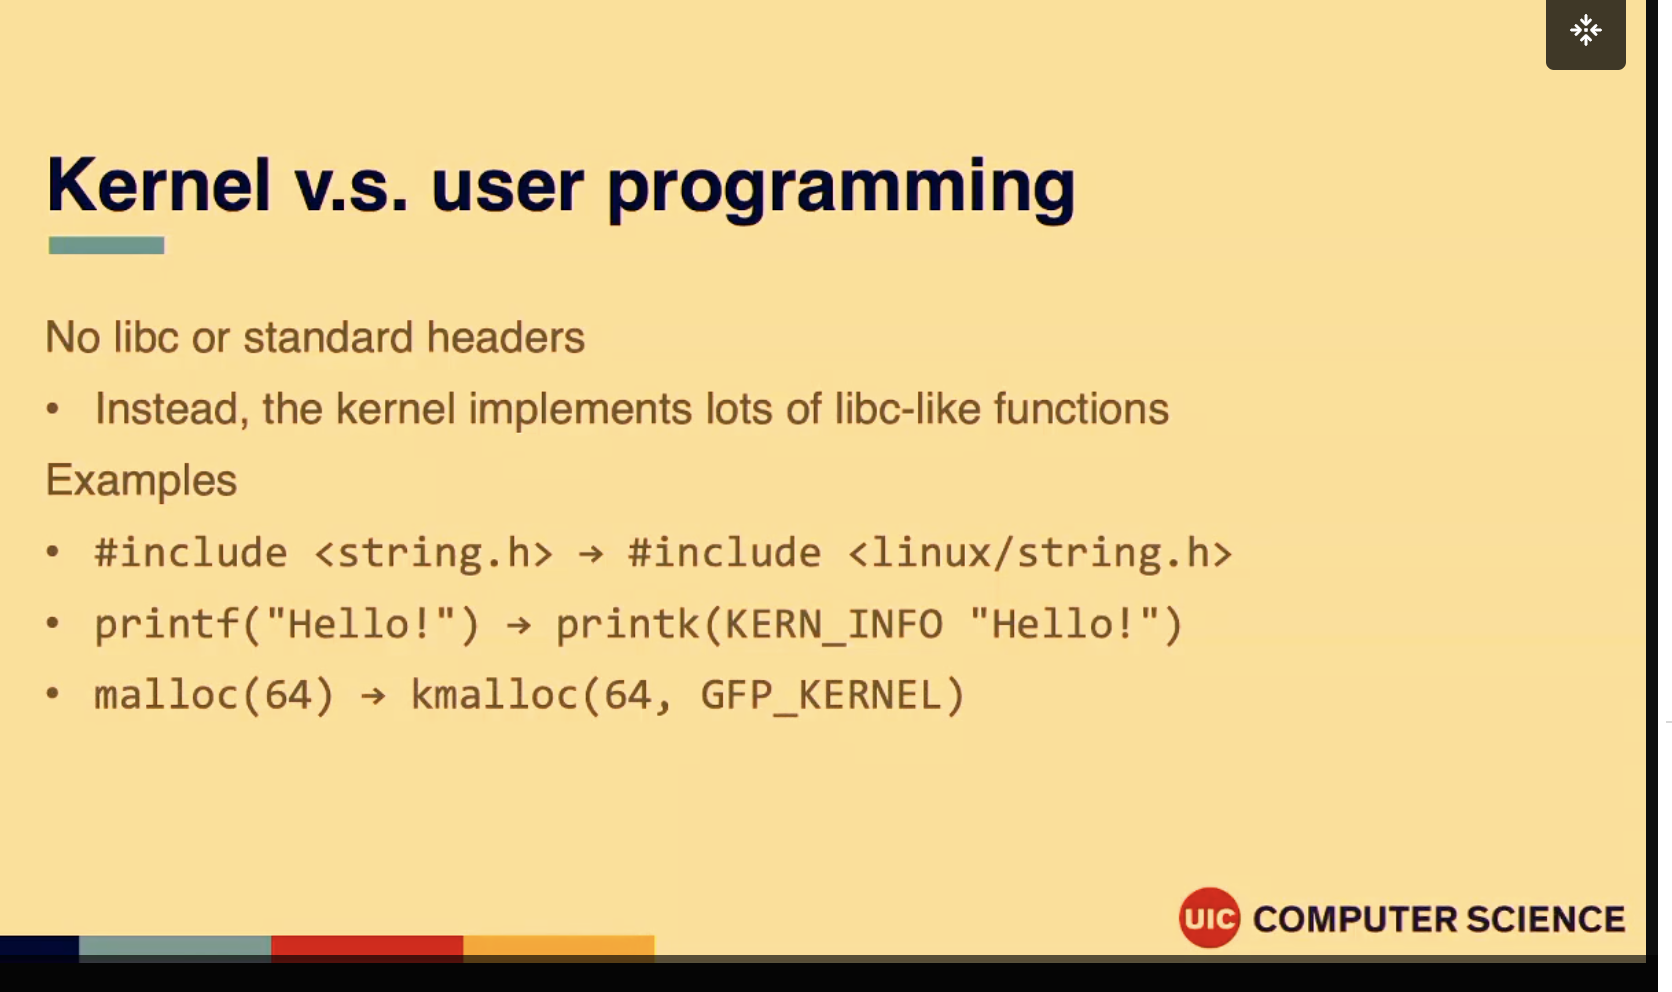 Kernel v.s. user programming
No libc or standard headers
• Instead, the kernel implements lots of libc-like functions
Examples
• #include <string.h> → #include <linux/string.h>
• printf("Hello!") → printk(KERN_INFO "Hello!")
• malloc(64) → kmalloc(64, GFP_KERNEL)
UIC COMPUTER SCIENCE